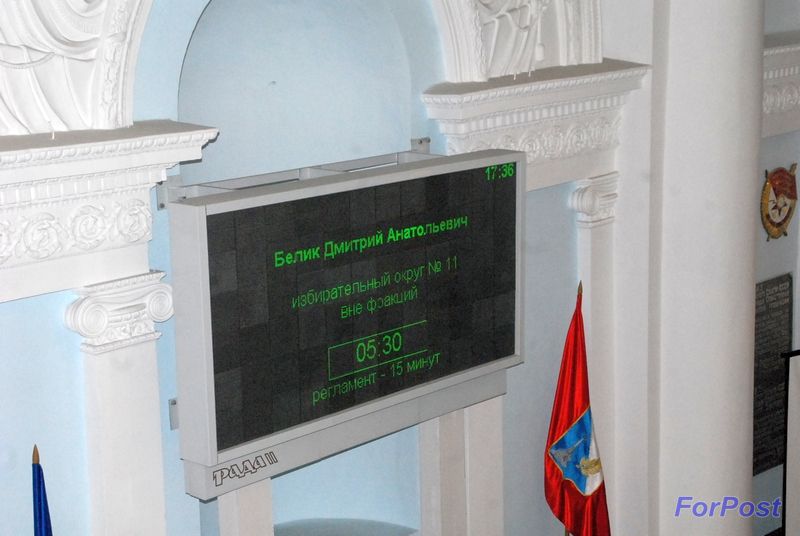 17:36
Белик Дмитрий Анатольевич
избирательный округ № 11
вне фракций
05:30
регламент - 15 минут
РАДА II
ForPost